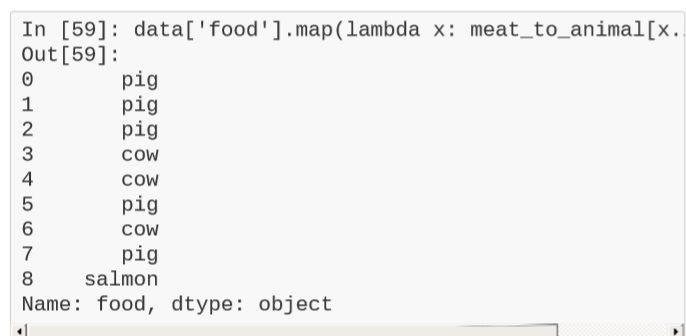 In [59]: data['food'].map(lambda x: meat_to_animal[x.
Out[59]:
0        pig
1        pig
2        pig
3        cow
4        cow
5        pig
6        cow
7        pig
8     salmon
Name: food, dtype: object